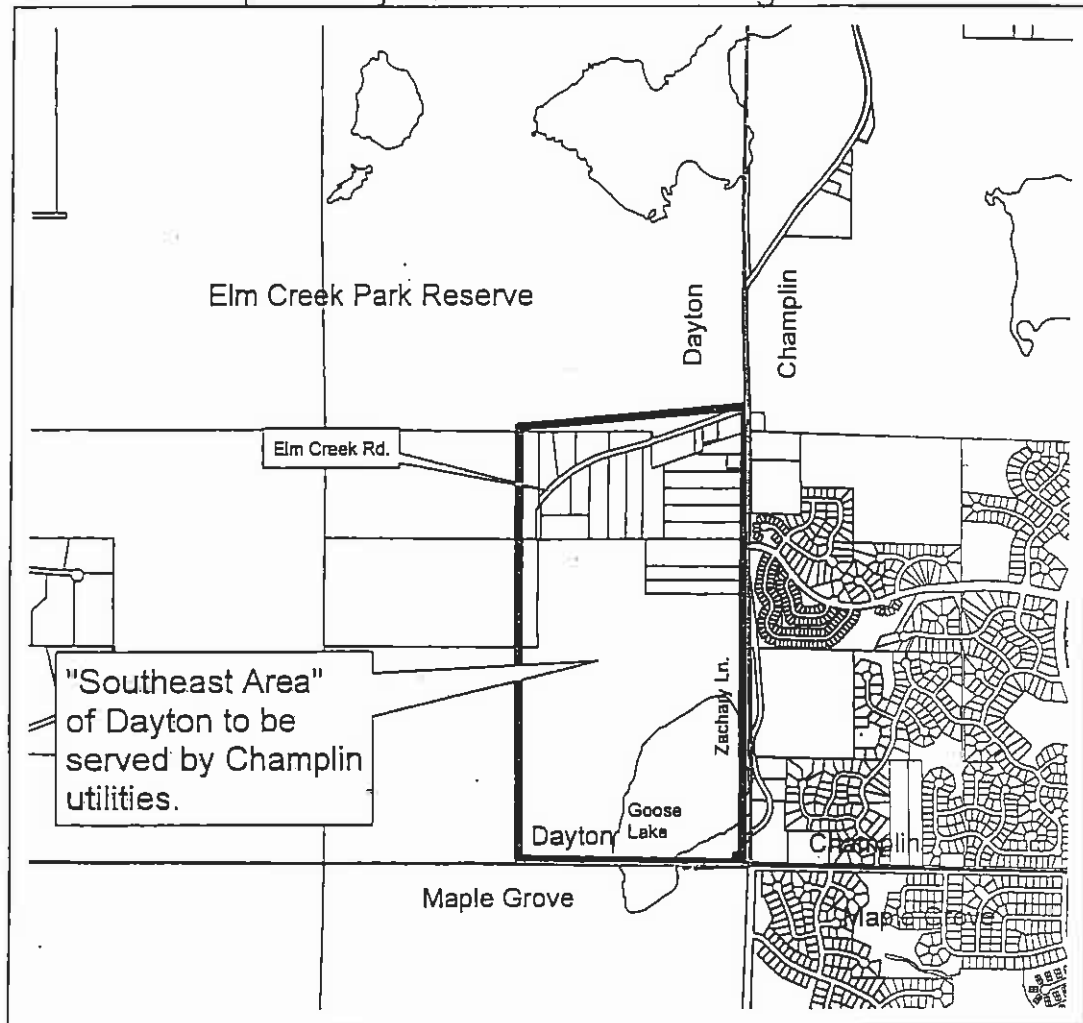 Elm Creek Park Reserve
Dayton
Champlin
Elm Creek Rd.
"Southeast Area"
of Dayton to be
served by Champlin
utilities.
Zachary Ln.
Goose
Lake
Dayton
Champlin
Maple Grove
Maple Grove